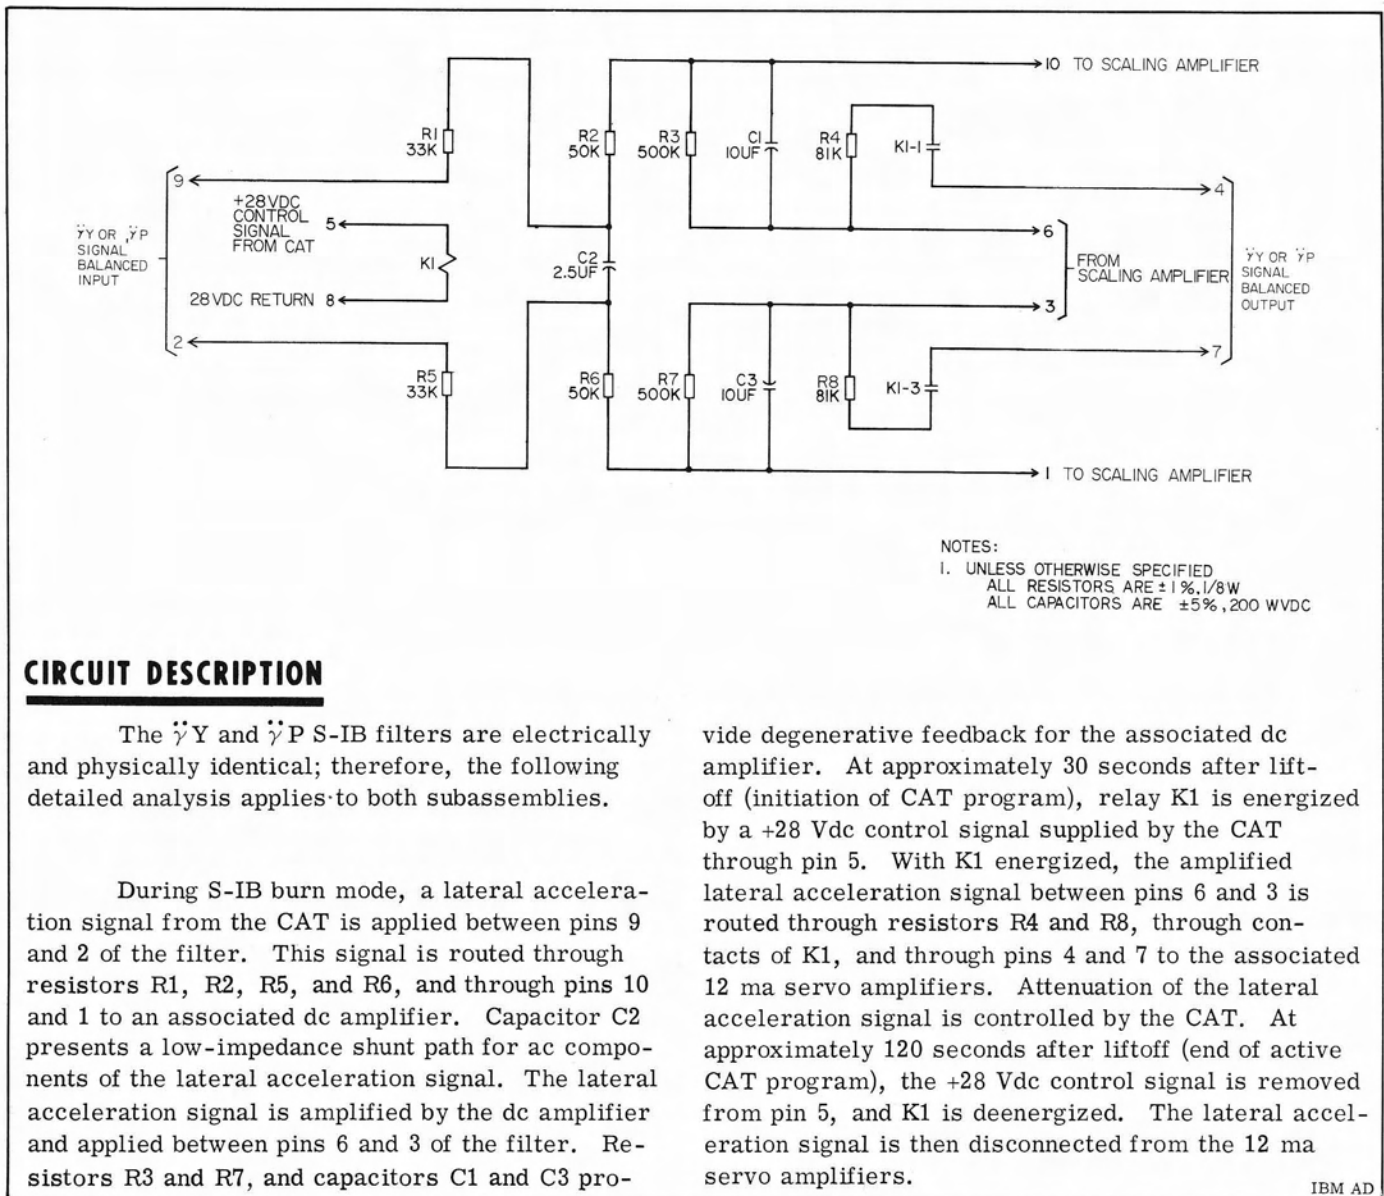 10 TO SCALING AMPLIFIER
R1
33K
R2
50K
R3
500K
C1
10UF
R4
81K
K1-1
9
4
+28VDC
CONTROL
SIGNAL
FROM CAT
5
6
γ̈Y OR γ̈P
SIGNAL
BALANCED
INPUT
K1
C2
2.5UF
FROM
SCALING AMPLIFIER
γ̈Y OR γ̈P
SIGNAL
BALANCED
OUTPUT
28VDC RETURN 8
3
2
7
R5
33K
R6
50K
R7
500K
C3
10UF
R8
81K
K1-3
1 TO SCALING AMPLIFIER
NOTES:
1. UNLESS OTHERWISE SPECIFIED
ALL RESISTORS ARE ±1%, 1/8W
ALL CAPACITORS ARE ±5%, 200 WVDC
CIRCUIT DESCRIPTION
The γ̈Y and γ̈P S-IB filters are electrically
and physically identical; therefore, the following
detailed analysis applies to both subassemblies.
During S-IB burn mode, a lateral accelera-
tion signal from the CAT is applied between pins 9
and 2 of the filter. This signal is routed through
resistors R1, R2, R5, and R6, and through pins 10
and 1 to an associated dc amplifier. Capacitor C2
presents a low-impedance shunt path for ac compo-
nents of the lateral acceleration signal. The lateral
acceleration signal is amplified by the dc amplifier
and applied between pins 6 and 3 of the filter. Re-
sistors R3 and R7, and capacitors C1 and C3 pro-
vide degenerative feedback for the associated dc
amplifier. At approximately 30 seconds after lift-
off (initiation of CAT program), relay K1 is energized
by a +28 Vdc control signal supplied by the CAT
through pin 5. With K1 energized, the amplified
lateral acceleration signal between pins 6 and 3 is
routed through resistors R4 and R8, through con-
tacts of K1, and through pins 4 and 7 to the associated
12 ma servo amplifiers. Attenuation of the lateral
acceleration signal is controlled by the CAT. At
approximately 120 seconds after liftoff (end of active
CAT program), the +28 Vdc control signal is removed
from pin 5, and K1 is deenergized. The lateral accel-
eration signal is then disconnected from the 12 ma
servo amplifiers.
IBM AD